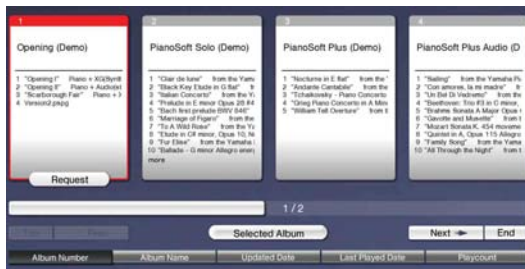 1
Opening (Demo)
1 "Opening I" Piano + XG(Synth
2 "Opening II" Piano + Audio(st
3 "Scarborough Fair" Piano + X
4 Version2.pspg
Request
2
PianoSoft Solo (Demo)
1 "Clair de lune" from the Yam
2 "Black Key Etude in G flat" fr
3 "Italian Concerto" from the Y
4 "Prelude in E minor Opus 28 #4
5 "Bach first prelude BWV 846"
6 "Marriage of Figaro" from the
7 "To A Wild Rose" from the Y
8 "Etude in C# minor, Opus 10, N
9 "Fur Elise" from the Yamaha
10 "Ballade - G minor Allegro energ
more
3
PianoSoft Plus (Demo)
1 "Nocturne in E flat" from the
2 "Andante Cantabile" from the
3 "Tchaikovsky - Piano Concerto
4 "Grieg Piano Concerto in A Min
5 "William Tell Overture" from t
4
PianoSoft Plus Audio (D
1 "Sailing" from the Yamaha Pi
2 "Con amores, la mi madre" fr
3 "Un Bel Di Vedremo" from the
4 "Beethoven: Trio #3 in C minor,
5 "Brahms Sonata A Major Opus
6 "Gavotte and Musette" from t
7 "Mozart Sonata K. 454 moveme
8 "Quintet in A, Opus 115 Allegro
9 "Family Song" from the Yama
10 "All Through the Night" from t
1 / 2
Selected Album
Next
End
Album Number
Album Name
Updated Date
Last Played Date
Playcount